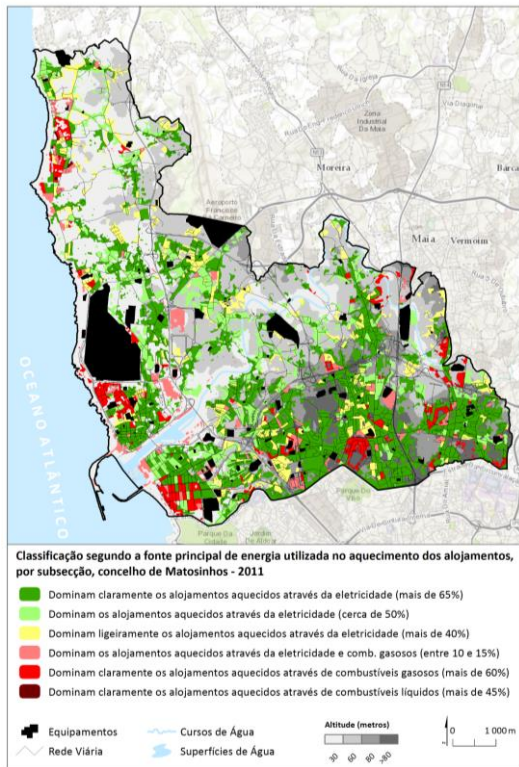 Rua D'Igreja
Via Diagonal
Zona
Industrial
Da Maia
Moreira
Bárca
Aeroporto
Francisco Sá
Carneiro
Maia
Vermoim
OCEANO ATLÂNTICO
Parque Da
Cidade
Parque Do
Classificação segundo a fonte principal de energia utilizada no aquecimento dos alojamentos,
por subsecção, concelho de Matosinhos - 2011
Dominam claramente os alojamentos aquecidos através da eletricidade (mais de 65%)
Dominam os alojamentos aquecidos através da eletricidade (cerca de 50%)
Dominam ligeiramente os alojamentos aquecidos através da eletricidade (mais de 40%)
Dominam os alojamentos aquecidos através da eletricidade e comb. gasosos (entre 10 e 15%)
Dominam claramente os alojamentos aquecidos através de combustíveis gasosos (mais de 60%)
Dominam claramente os alojamentos aquecidos através de combustíveis líquidos (mais de 45%)
Equipamentos
Cursos de Água
Rede Viária
Superfícies de Água
Altitude (metros)
30 60 80 >80
0 1 000 m